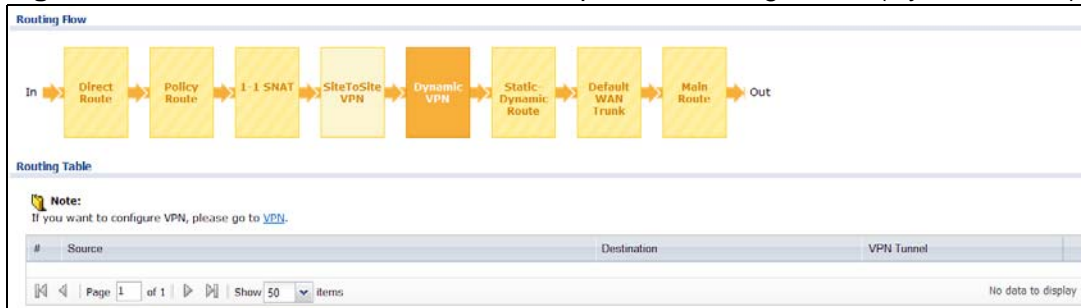 Routing Flow
In
Direct
Route
Policy
Route
1-1 SNAT
SiteToSite
VPN
Dynamic
VPN
Static-
Dynamic
Route
Default
WAN
Trunk
Main
Route
Out
Routing Table
Note:
If you want to configure VPN, please go to VPN.
# Source Destination VPN Tunnel
Page 1 of 1 Show 50 items No data to display